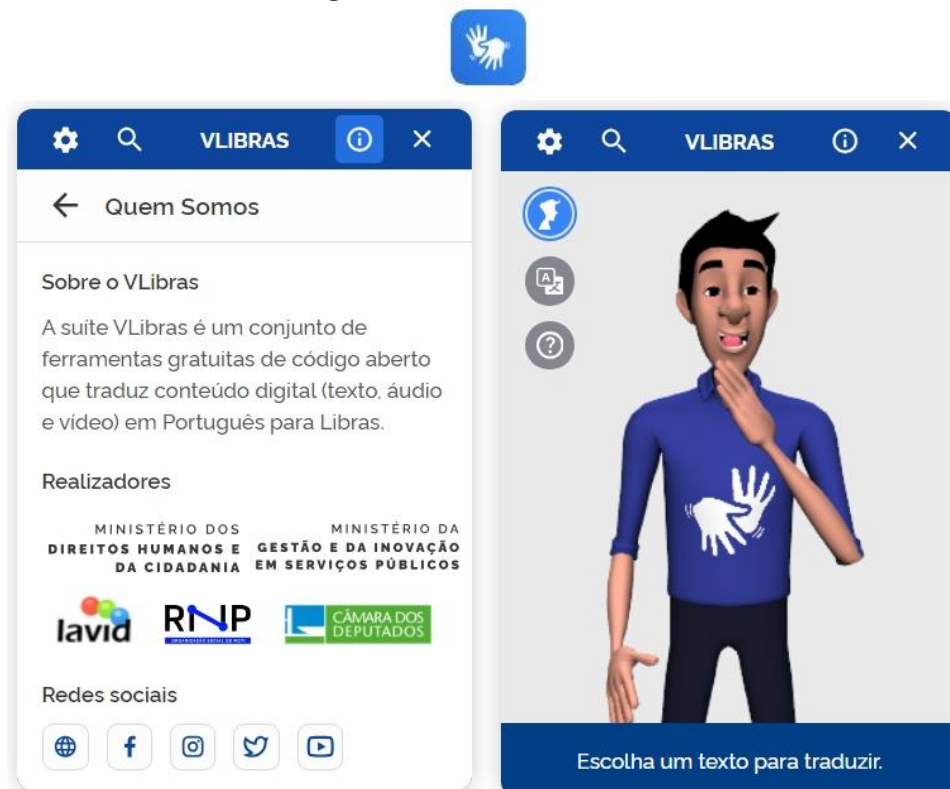 VLIBRAS
Quem Somos
Sobre o VLibras
A suíte VLibras é um conjunto de
ferramentas gratuitas de código aberto
que traduz conteúdo digital (texto, áudio
e vídeo) em Português para Libras.
Realizadores
MINISTÉRIO DOS
DIREITOS HUMANOS E
DA CIDADANIA
MINISTÉRIO DA
GESTÃO E DA INOVAÇÃO
EM SERVIÇOS PÚBLICOS
lavid
RNP
CÂMARA DOS
DEPUTADOS
Redes sociais
VLIBRAS
A
Escolha um texto para traduzir.